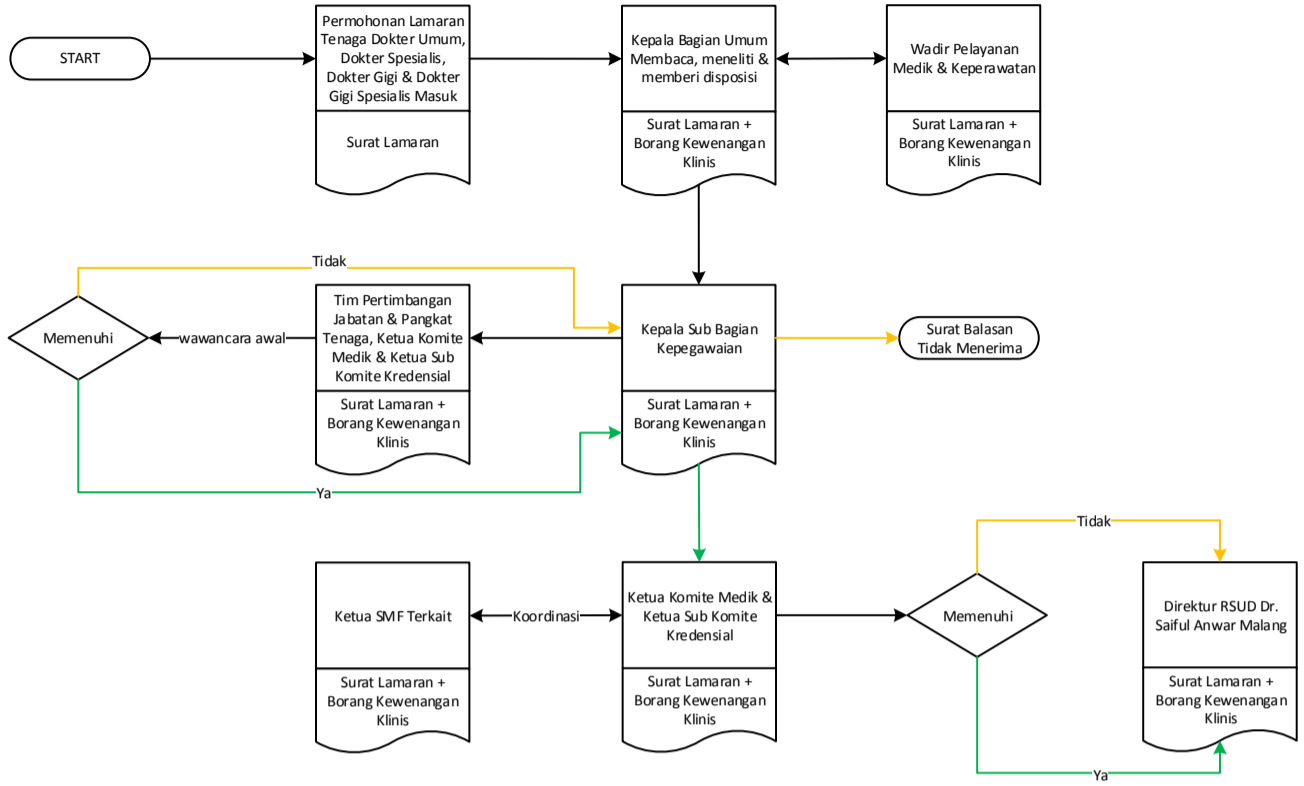 START
Permohonan Lamaran
Tenaga Dokter Umum,
Dokter Spesialis,
Dokter Gigi & Dokter
Gigi Spesialis Masuk
Surat Lamaran
Kepala Bagian Umum
Membaca, meneliti &
memberi disposisi
Surat Lamaran +
Borang Kewenangan
Klinis
Wadir Pelayanan
Medik & Keperawatan
Surat Lamaran +
Borang Kewenangan
Klinis
Tidak
Memenuhi
wawancara awal
Tim Pertimbangan
Jabatan & Pangkat
Tenaga, Ketua Komite
Medik & Ketua Sub
Komite Kredensial
Surat Lamaran +
Borang Kewenangan
Klinis
Kepala Sub Bagian
Kepegawaian
Surat Lamaran +
Borang Kewenangan
Klinis
Surat Balasan
Tidak Menerima
Ya
Ketua SMF Terkait
Surat Lamaran +
Borang Kewenangan
Klinis
Koordinasi
Ketua Komite Medik &
Ketua Sub Komite
Kredensial
Surat Lamaran +
Borang Kewenangan
Klinis
Tidak
Memenuhi
Direktur RSUD Dr.
Saiful Anwar Malang
Surat Lamaran +
Borang Kewenangan
Klinis
Ya